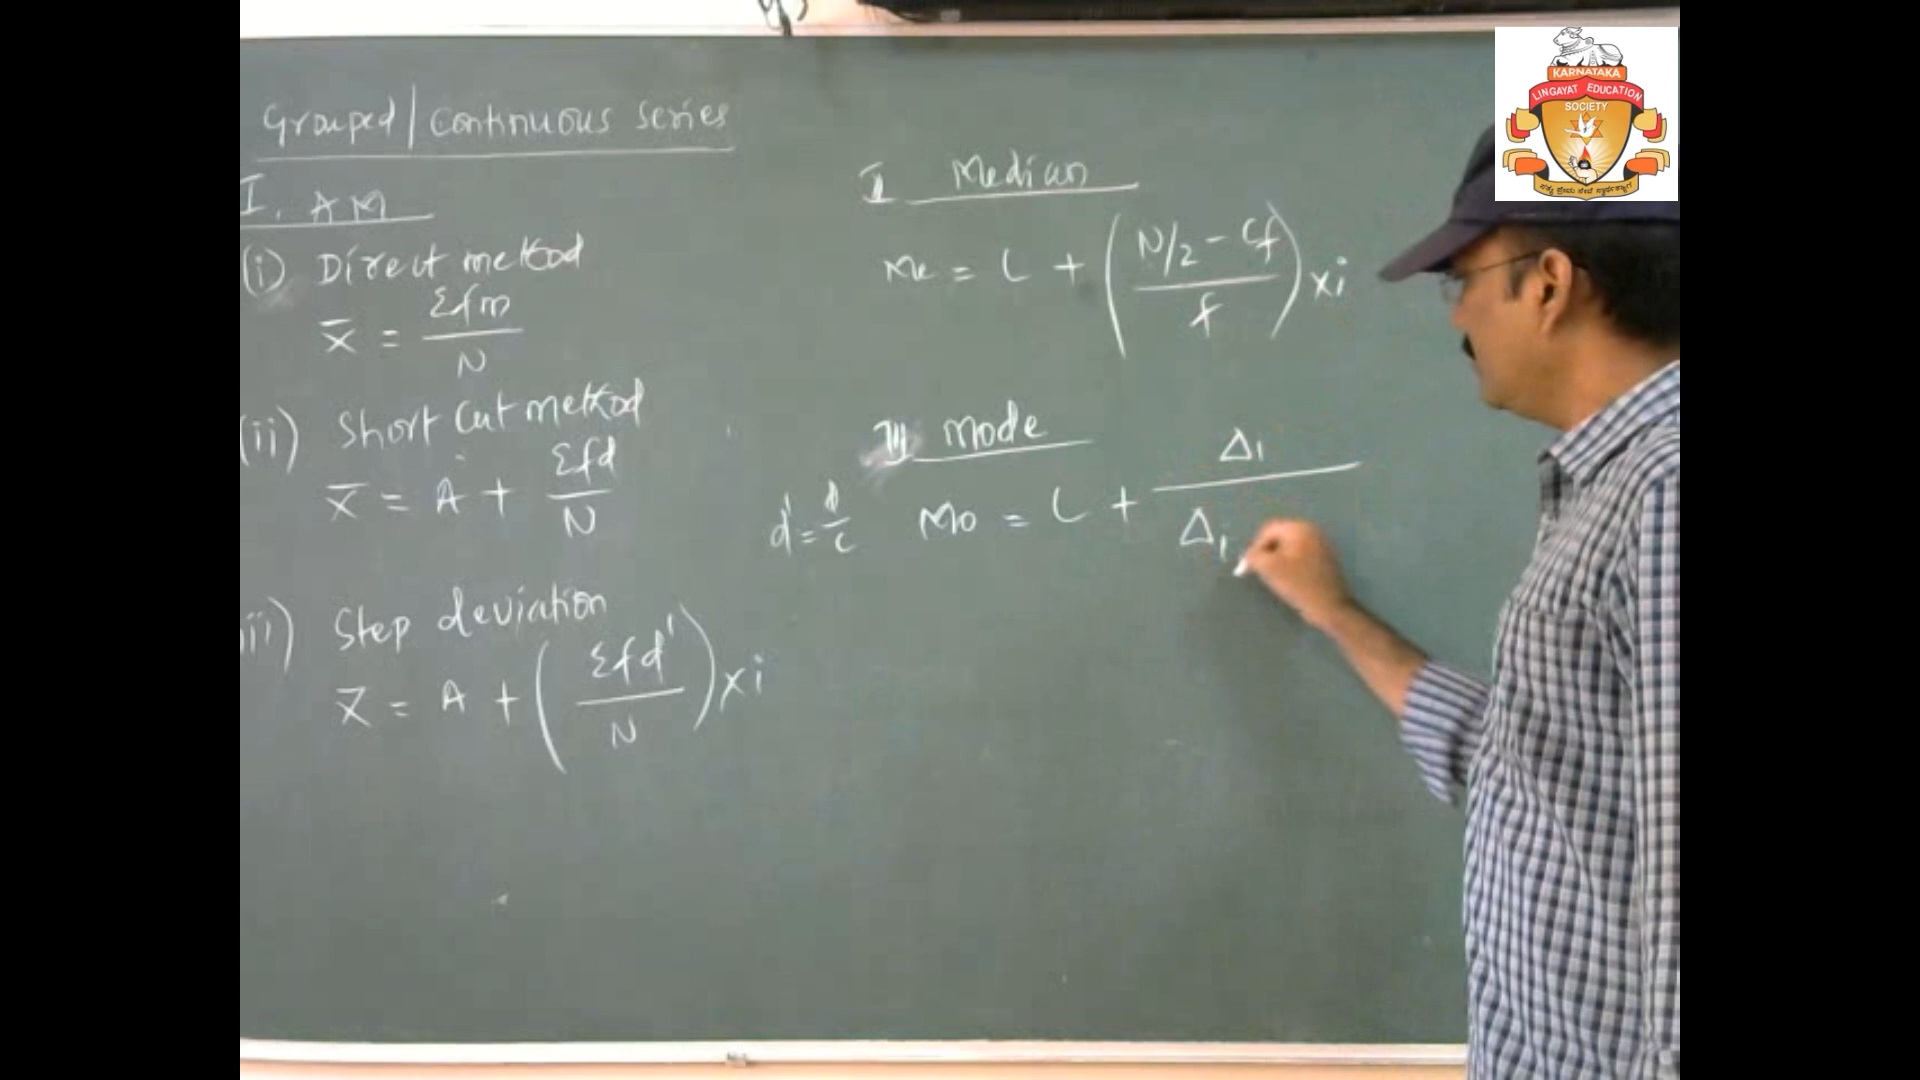 Grouped / Continuous series
I. AM
(i) Direct method
x̄ = Σfm / N
(ii) Short Cut method
x̄ = A + Σfd / N
iii) Step deviation
x̄ = A + ( Σfd' / N ) x i
II Median
Me = L + ( N/2 - Cf / f ) x i
III Mode
d' = d / c
Mo = L + Δ1 / Δ1
KARNATAKA
LINGAYAT EDUCATION
SOCIETY